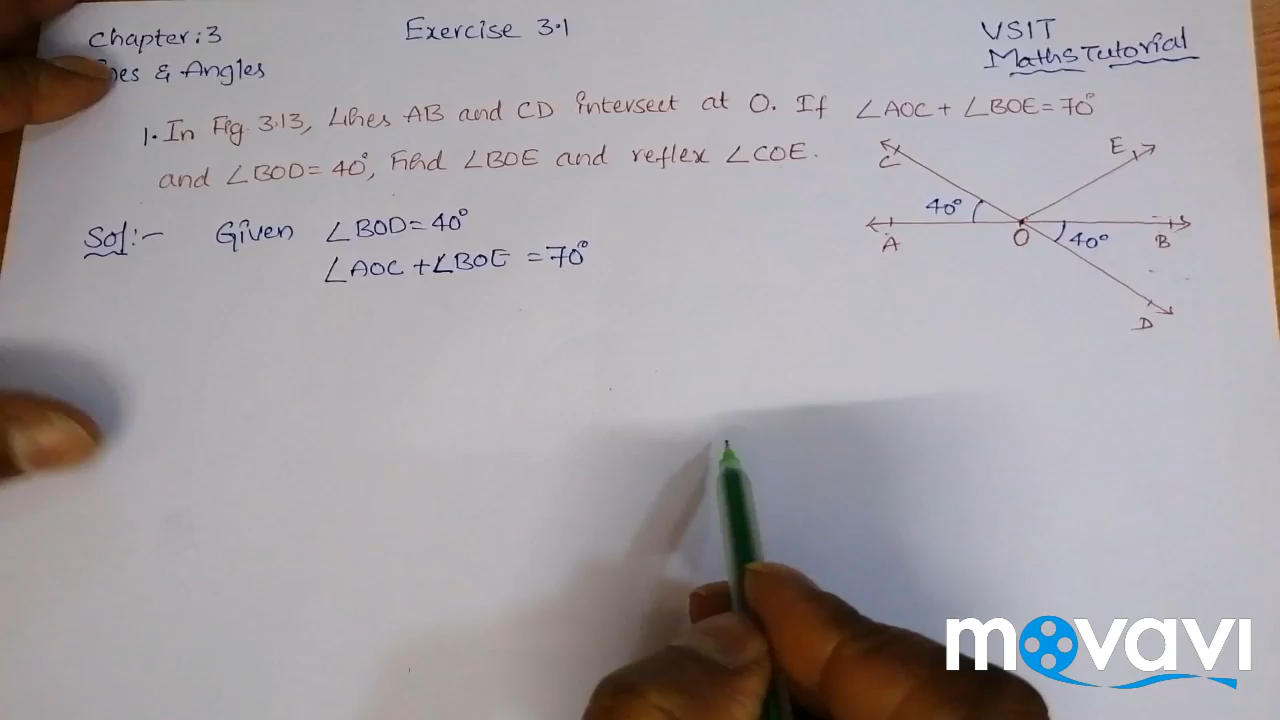 Chapter: 3
Exercise 3.1
VSIT
Maths Tutorial
& Angles
1. In Fig 3.13, Lines AB and CD intersect at O. If ∠AOC + ∠BOE = 70°
and ∠BOD = 40°, Find ∠BOE and reflex ∠COE.
C
E
40°
A
O
40°
B
D
Sol:- Given ∠BOD = 40°
∠AOC + ∠BOE = 70°
movavi